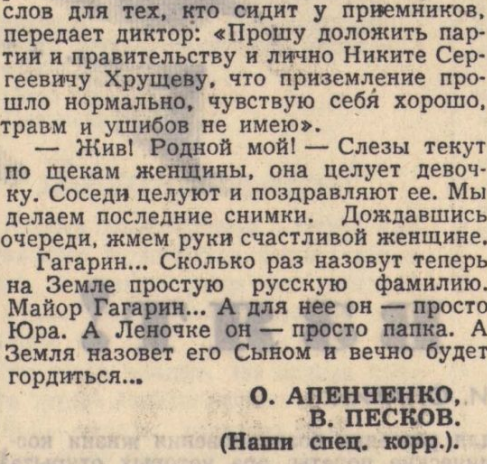 слов для тех, кто сидит у приемников,
передает диктор: «Прошу доложить пар-
тии и правительству и лично Никите Сер-
геевичу Хрущеву, что приземление про-
шло нормально, чувствую себя хорошо,
травм и ушибов не имею».
— Жив! Родной мой! — Слезы текут
по щекам женщины, она целует девоч-
ку. Соседи целуют и поздравляют ее. Мы
делаем последние снимки. Дождавшись
очереди, жмем руки счастливой женщине.
Гагарин... Сколько раз назовут теперь
на Земле простую русскую фамилию.
Майор Гагарин... А для нее он — просто
Юра. А Леночке он — просто папка. А
Земля назовет его Сыном и вечно будет
гордиться...
О. АПЕНЧЕНКО,
В. ПЕСКОВ.
(Наши спец. корр.).